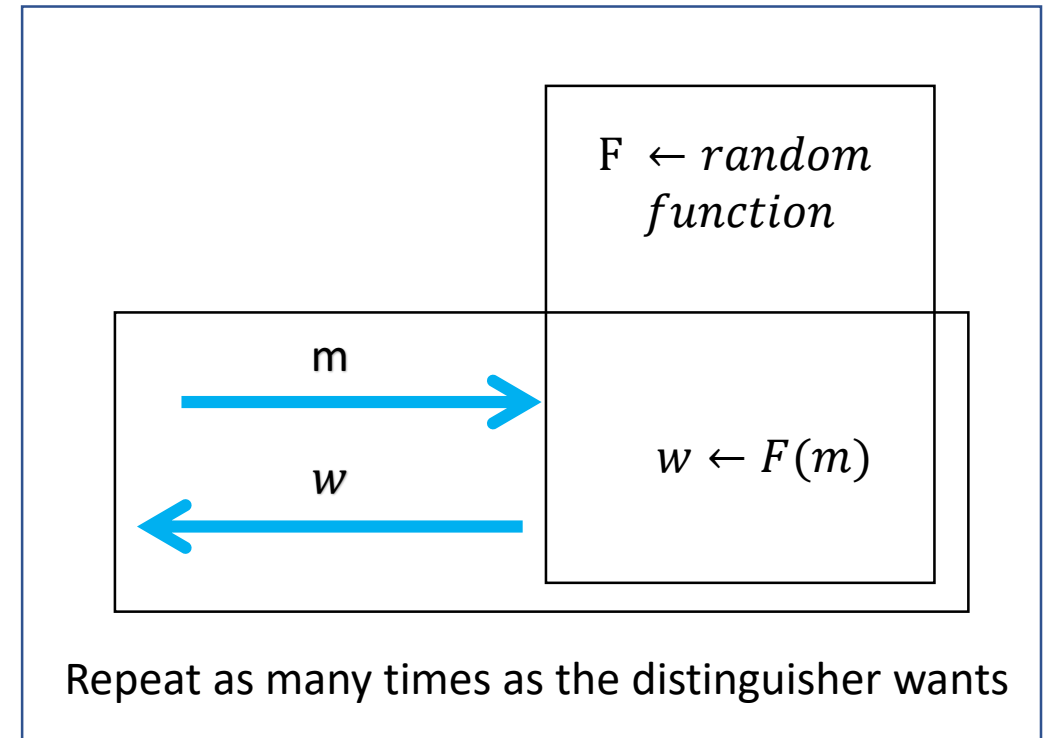 F ← random
function
m
w ← F(m)
w
Repeat as many times as the distinguisher wants